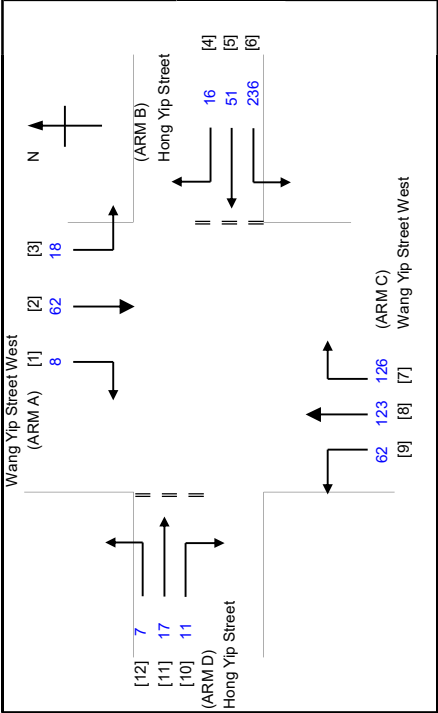 [4] [5] [6]
16 51 236
(ARM B)
Hong Yip Street
N
[3]
18
[2]
62
[1]
8
Wang Yip Street West
(ARM A)
(ARM C)
Wang Yip Street West
126 [7]
123 [8]
62 [9]
[12] 7
[11] 17
[10] 11
(ARM D)
Hong Yip Street